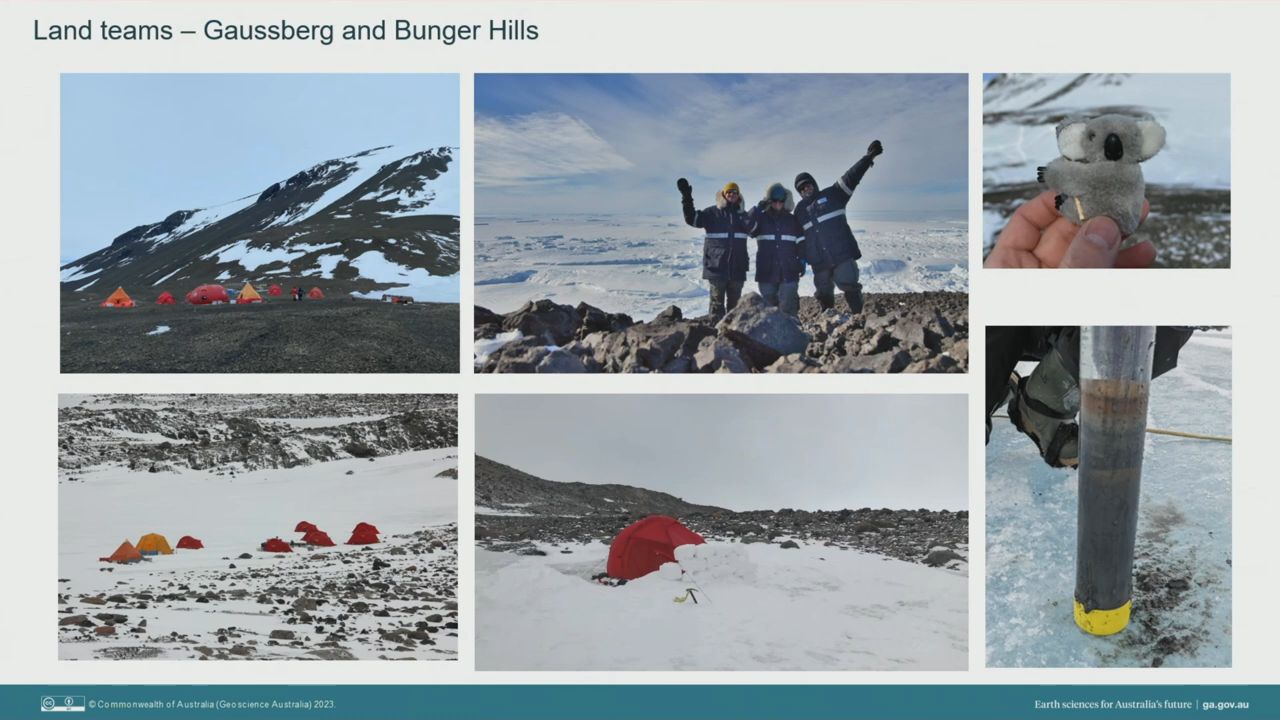 Land teams – Gaussberg and Bunger Hills
© Commonwealth of Australia (Geoscience Australia) 2023.
Earth sciences for Australia's future | ga.gov.au